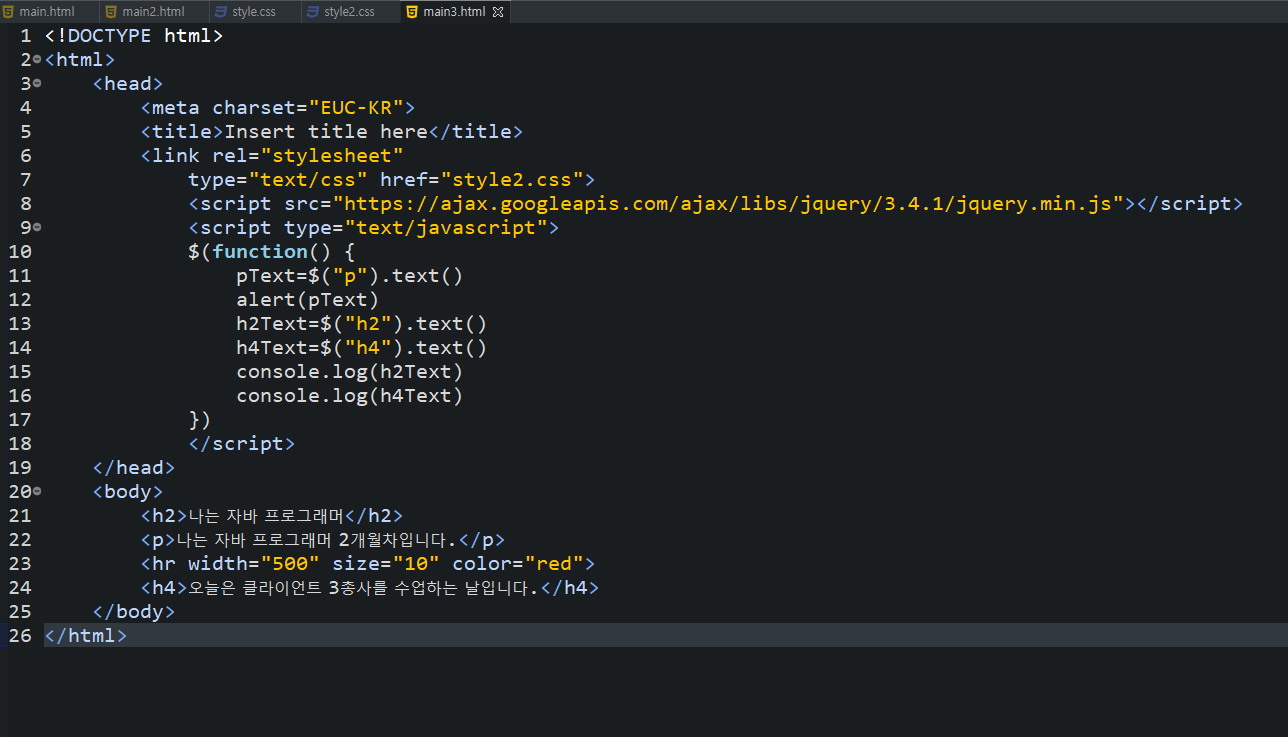 main.html main2.html style.css style2.css main3.html
1 <!DOCTYPE html>
2 <html>
3 <head>
4 <meta charset="EUC-KR">
5 <title>Insert title here</title>
6 <link rel="stylesheet"
7 type="text/css" href="style2.css">
8 <script src="https://ajax.googleapis.com/ajax/libs/jquery/3.4.1/jquery.min.js"></script>
9 <script type="text/javascript">
10 $(function() {
11 pText=$("p").text()
12 alert(pText)
13 h2Text=$("h2").text()
14 h4Text=$("h4").text()
15 console.log(h2Text)
16 console.log(h4Text)
17 })
18 </script>
19 </head>
20 <body>
21 <h2>나는 자바 프로그래머</h2>
22 <p>나는 자바 프로그래머 2개월차입니다.</p>
23 <hr width="500" size="10" color="red">
24 <h4>오늘은 클라이언트 3총사를 수업하는 날입니다.</h4>
25 </body>
26 </html>